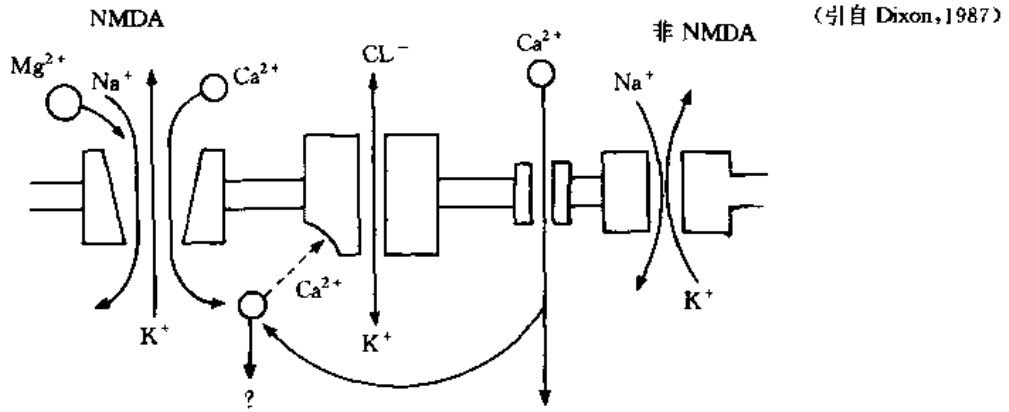 NMDA
(引自 Dixon,1987)
非 NMDA
Mg²⁺
Na⁺
Ca²⁺
CL⁻
Ca²⁺
Na⁺
Ca²⁺
K⁺
K⁺
K⁺
?